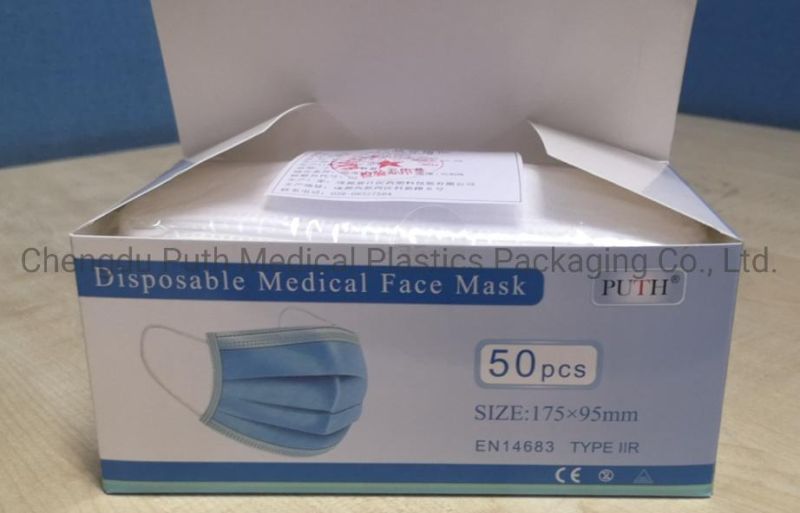 Chengdu Puth Medical Plastics Packaging Co., Ltd.
Disposable Medical Face Mask
PUTH®
50pcs
SIZE:175×95mm
EN14683 TYPE IIR
CE